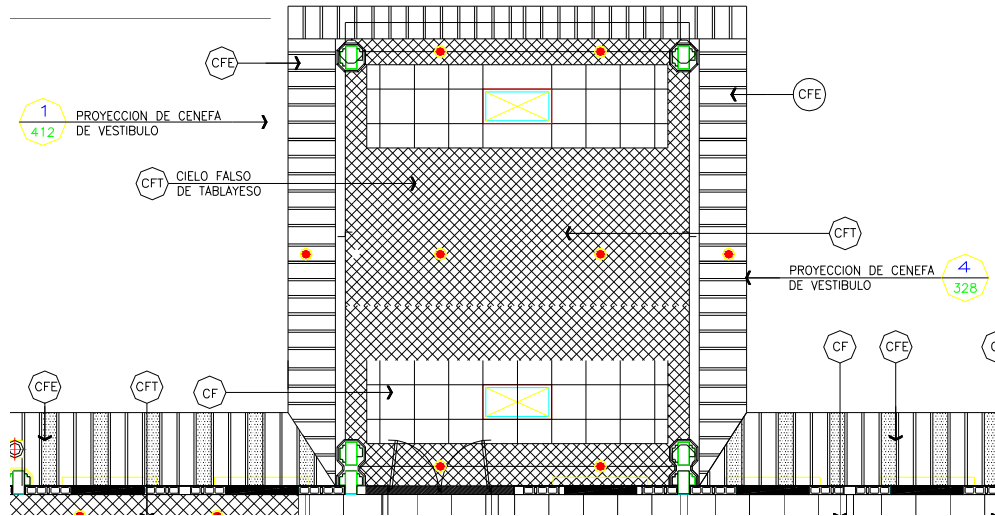 CFE
CFE
1
412
PROYECCION DE CENEFA
DE VESTIBULO
CFT
CIELO FALSO
DE TABLAYESO
CFT
PROYECCION DE CENEFA
DE VESTIBULO
4
328
CF
CFE
CFE
CFT
CF